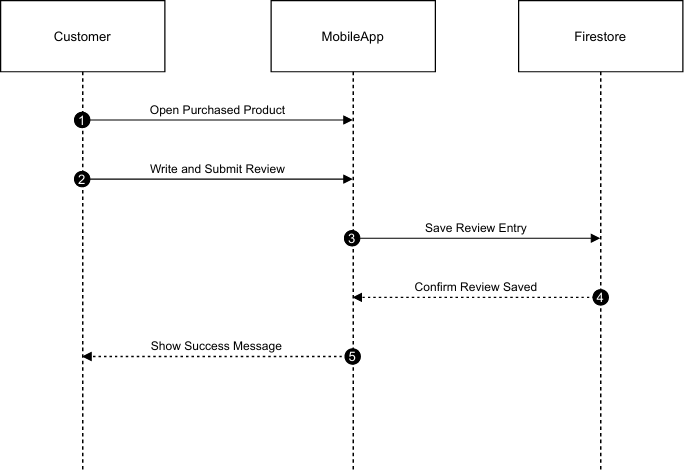 Customer
MobileApp
Firestore
Open Purchased Product
1
Write and Submit Review
2
Save Review Entry
3
Confirm Review Saved
4
Show Success Message
5